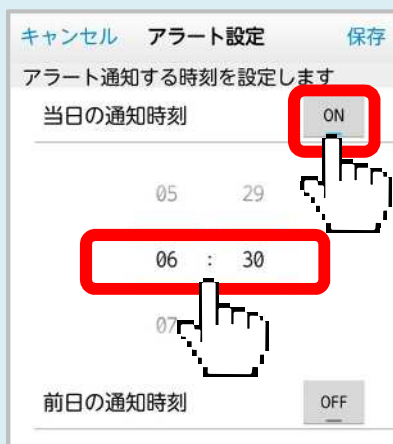 キャンセル アラート設定 保存
アラート通知する時刻を設定します
当日の通知時刻 ON
05 29
06 : 30
07
前日の通知時刻 OFF